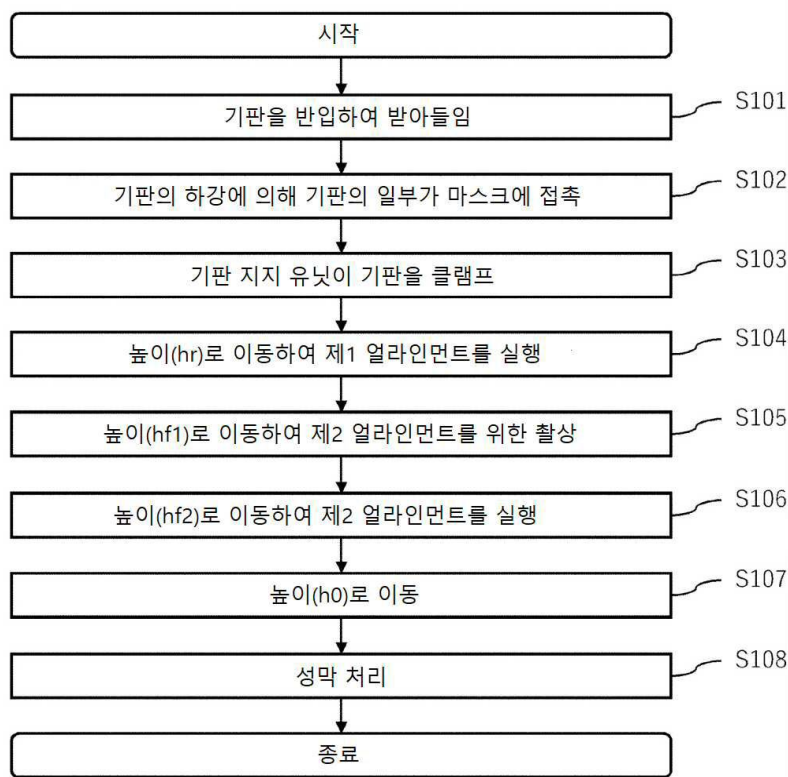 시작
기판을 반입하여 받아들임
S101
기판의 하강에 의해 기판의 일부가 마스크에 접촉
S102
기판 지지 유닛이 기판을 클램프
S103
높이(hr)로 이동하여 제1 얼라인먼트를 실행
S104
높이(hf1)로 이동하여 제2 얼라인먼트를 위한 촬상
S105
높이(hf2)로 이동하여 제2 얼라인먼트를 실행
S106
높이(h0)로 이동
S107
성막 처리
S108
종료